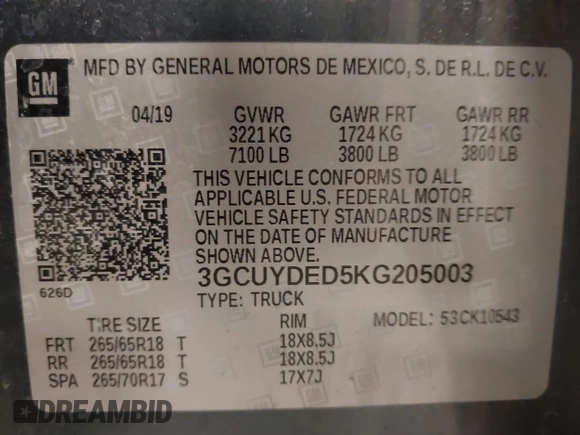 GM
MFD BY GENERAL MOTORS DE MEXICO, S. DE R.L. DE C.V.
04/19 GVWR GAWR FRT GAWR RR
3221 KG 1724 KG 1724 KG
7100 LB 3800 LB 3800 LB
THIS VEHICLE CONFORMS TO ALL
APPLICABLE U.S. FEDERAL MOTOR
VEHICLE SAFETY STANDARDS IN EFFECT
ON THE DATE OF MANUFACTURE
SHOWN ABOVE.
3GCUYDED5KG205003
626D
TYPE: TRUCK
TIRE SIZE RIM MODEL: 53CK10543
FRT 265/65R18 T 18X8.5J
RR 265/65R18 T 18X8.5J
SPA 265/70R17 S 17X7J
DREAMBID